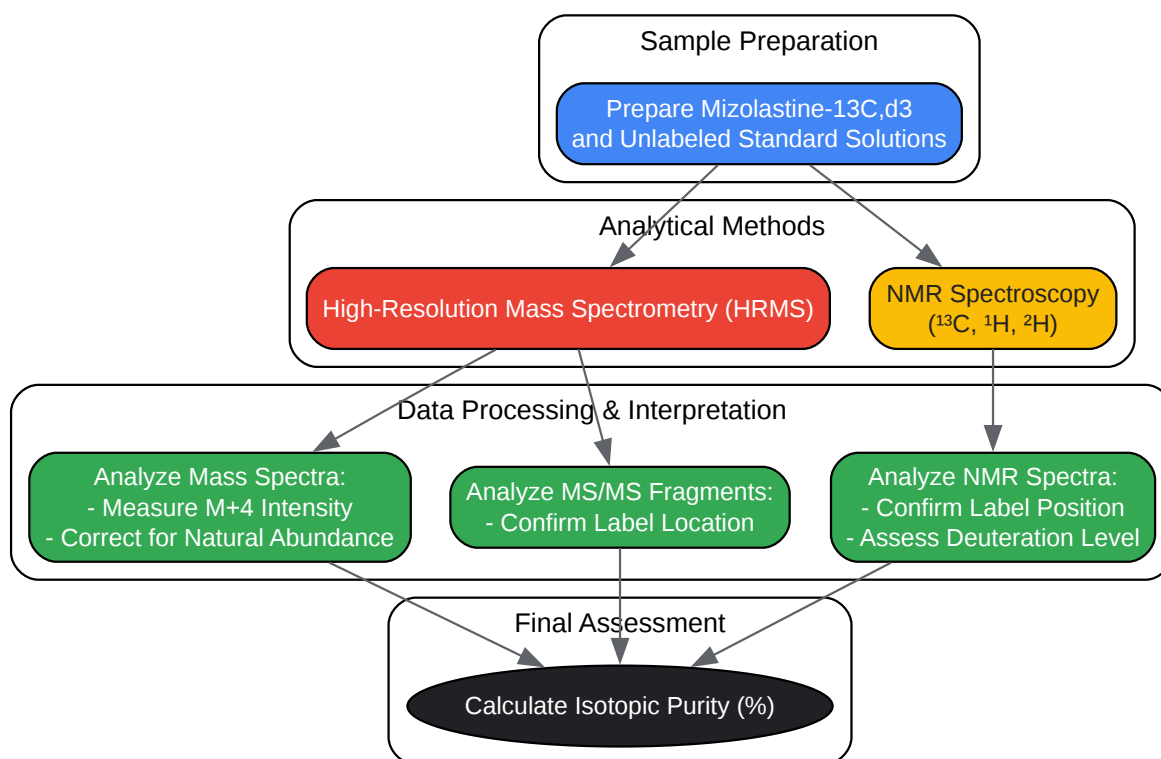 Sample Preparation
Prepare Mizolastine-13C,d3
and Unlabeled Standard Solutions
Analytical Methods
High-Resolution Mass Spectrometry (HRMS)
NMR Spectroscopy
(¹³C, ¹H, ²H)
Data Processing & Interpretation
Analyze Mass Spectra:
- Measure M+4 Intensity
- Correct for Natural Abundance
Analyze MS/MS Fragments:
- Confirm Label Location
Analyze NMR Spectra:
- Confirm Label Position
- Assess Deuteration Level
Final Assessment
Calculate Isotopic Purity (%)